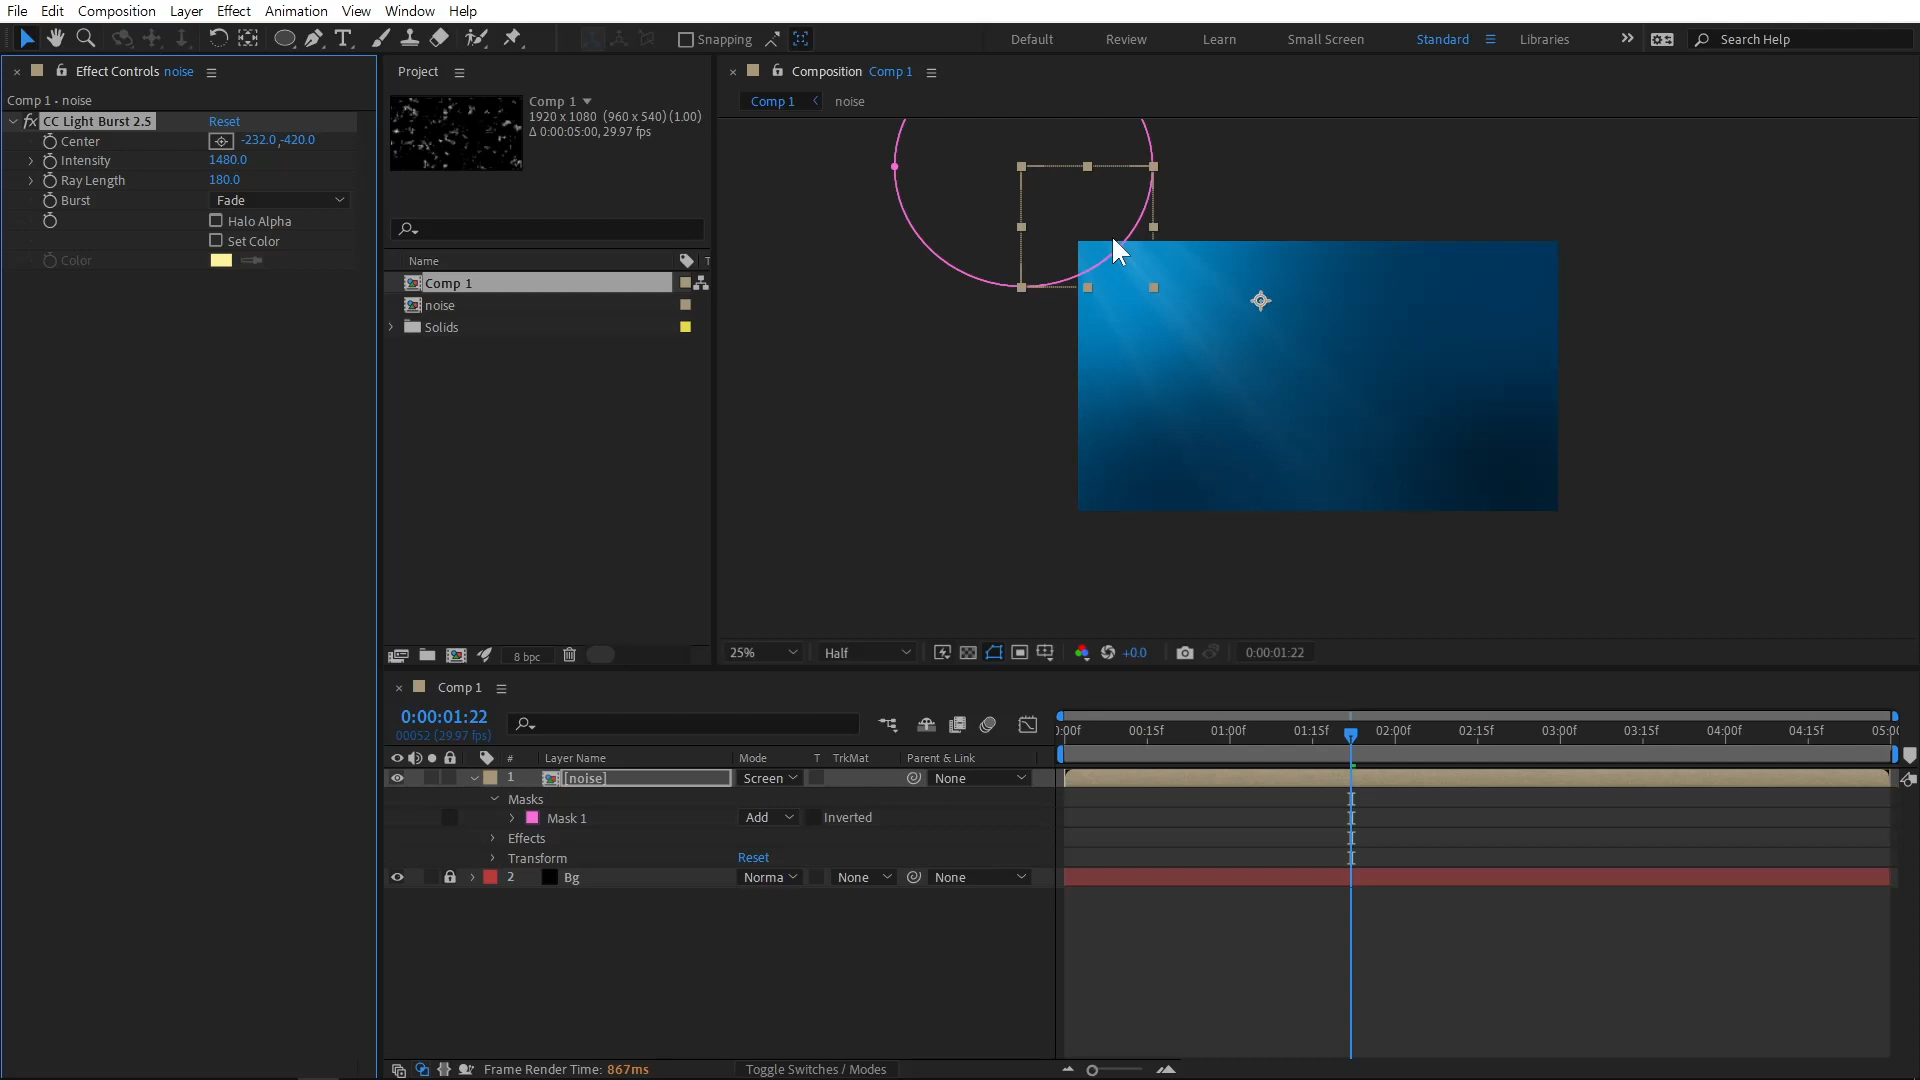 File Edit Composition Layer Effect Animation View Window Help
Snapping Default Review Learn Small Screen Standard Libraries Search Help
Effect Controls noise
Comp 1 • noise
fx CC Light Burst 2.5 Reset
Center -232.0,-420.0
Intensity 1480.0
Ray Length 180.0
Burst Fade
Halo Alpha
Set Color
Color
Project
Comp 1
1920 x 1080 (960 x 540) (1.00)
Δ 0:00:05:00, 29.97 fps
Name T
Comp 1
noise
Solids
8 bpc
Composition Comp 1
Comp 1 noise
25% Half +0.0 0:00:01:22
Comp 1
0:00:01:22
00052 (29.97 fps)
:00f 00:15f 01:00f 01:15f 02:00f 02:15f 03:00f 03:15f 04:00f 04:15f 05:00
# Layer Name Mode T TrkMat Parent & Link
1 [noise] Screen None
Masks
Mask 1 Add Inverted
Effects
Transform Reset
2 Bg Norma None None
Frame Render Time: 867ms Toggle Switches / Modes